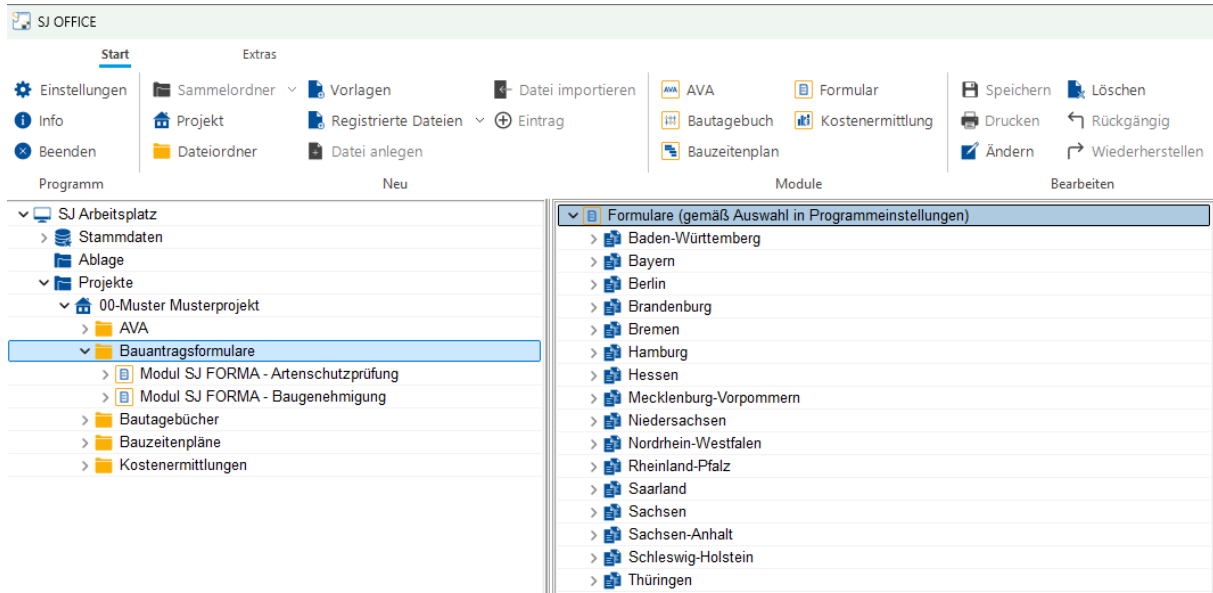 SJ OFFICE
Start Extras
Einstellungen Sammelordner Vorlagen Datei importieren AVA Formular Speichern Löschen
Info Projekt Registrierte Dateien Eintrag Bautagebuch Kostenermittlung Drucken Rückgängig
Beenden Dateiordner Datei anlegen Bauzeitenplan Ändern Wiederherstellen
Programm Neu Module Bearbeiten
SJ Arbeitsplatz
Stammdaten
Ablage
Projekte
00-Muster Musterprojekt
AVA
Bauantragsformulare
Modul SJ FORMA - Artenschutzprüfung
Modul SJ FORMA - Baugenehmigung
Bautagebücher
Bauzeitenpläne
Kostenermittlungen
Formulare (gemäß Auswahl in Programmeinstellungen)
Baden-Württemberg
Bayern
Berlin
Brandenburg
Bremen
Hamburg
Hessen
Mecklenburg-Vorpommern
Niedersachsen
Nordrhein-Westfalen
Rheinland-Pfalz
Saarland
Sachsen
Sachsen-Anhalt
Schleswig-Holstein
Thüringen